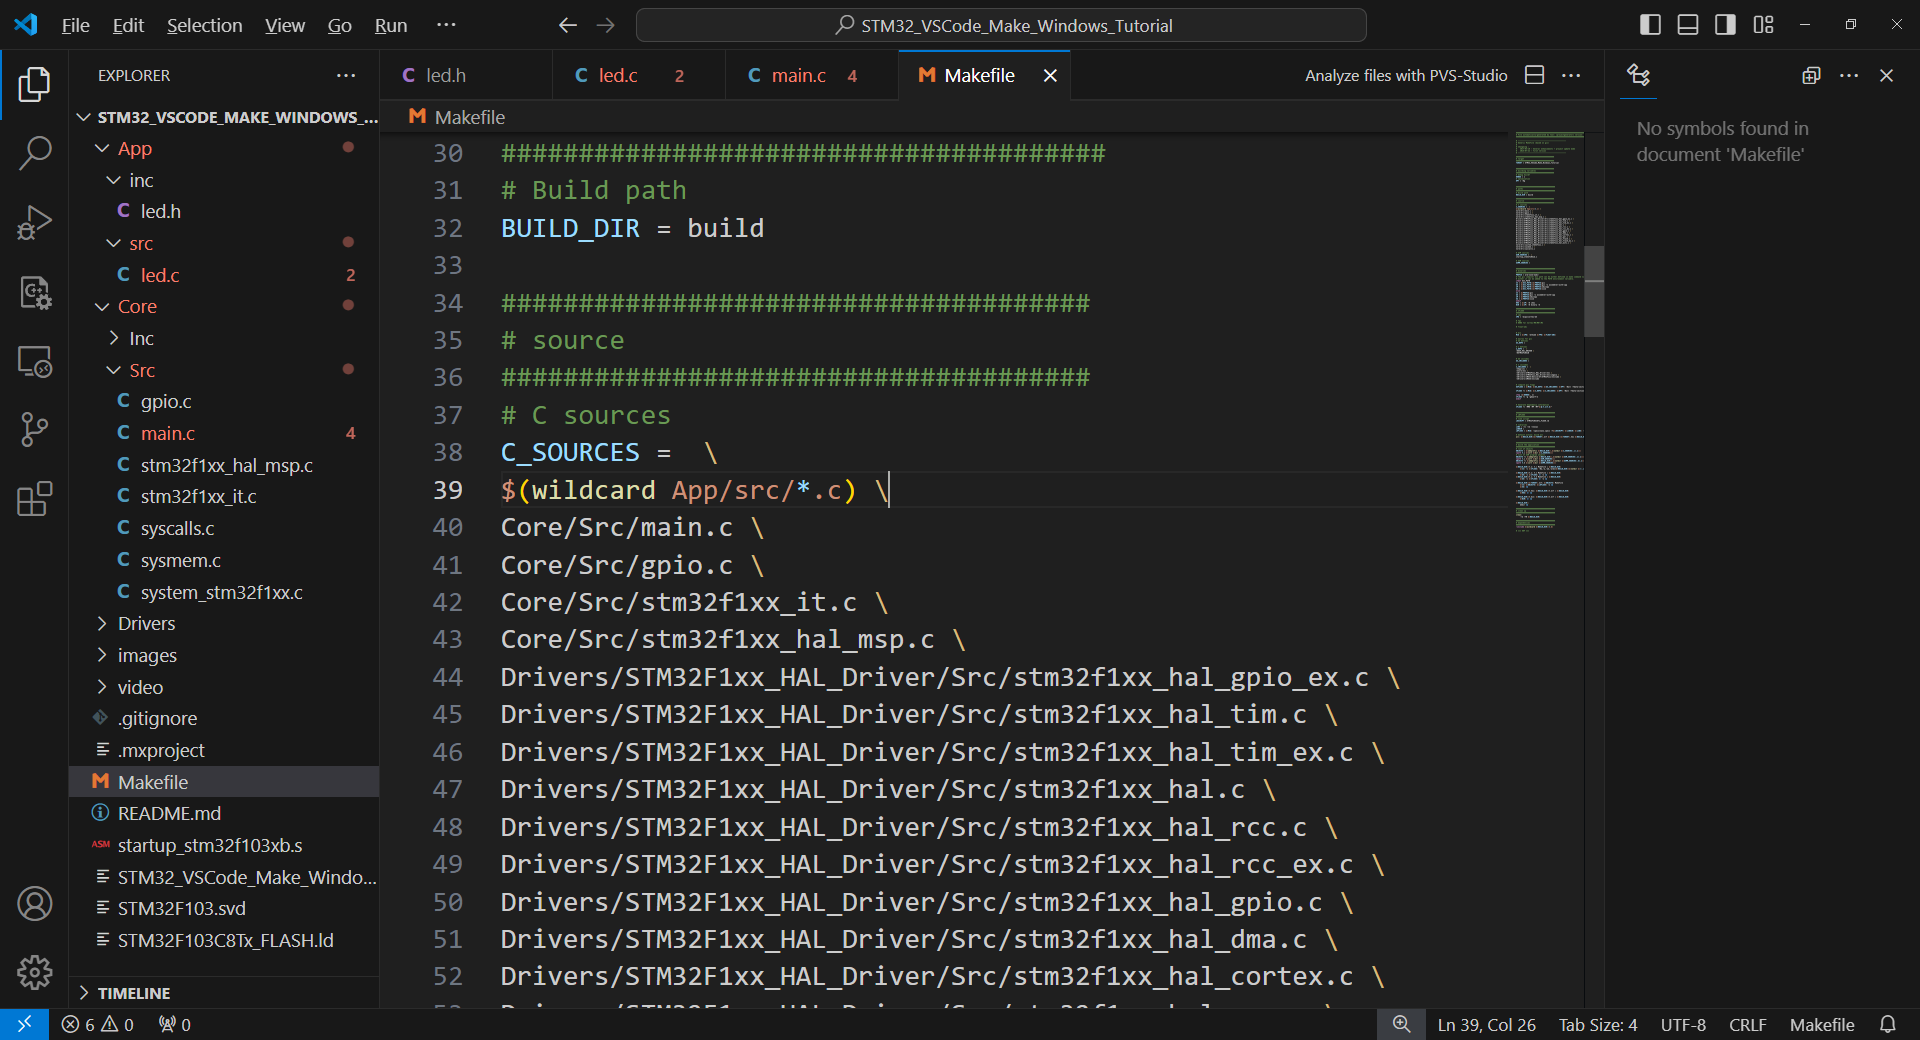 File Edit Selection View Go Run ···
STM32_VSCode_Make_Windows_Tutorial
EXPLORER ···
STM32_VSCODE_MAKE_WINDOWS_...
App
inc
C led.h
src
C led.c 2
Core
Inc
Src
C gpio.c
C main.c 4
C stm32f1xx_hal_msp.c
C stm32f1xx_it.c
C syscalls.c
C sysmem.c
C system_stm32f1xx.c
Drivers
images
video
.gitignore
.mxproject
M Makefile
README.md
ASM startup_stm32f103xb.s
STM32_VSCode_Make_Windo...
STM32F103.svd
STM32F103C8Tx_FLASH.ld
TIMELINE
C led.h
C led.c 2
C main.c 4
M Makefile
Analyze files with PVS-Studio ···
M Makefile
30 #######################################
31 # Build path
32 BUILD_DIR = build
33
34 ######################################
35 # source
36 ######################################
37 # C sources
38 C_SOURCES =  \
39 $(wildcard App/src/*.c) \
40 Core/Src/main.c \
41 Core/Src/gpio.c \
42 Core/Src/stm32f1xx_it.c \
43 Core/Src/stm32f1xx_hal_msp.c \
44 Drivers/STM32F1xx_HAL_Driver/Src/stm32f1xx_hal_gpio_ex.c \
45 Drivers/STM32F1xx_HAL_Driver/Src/stm32f1xx_hal_tim.c \
46 Drivers/STM32F1xx_HAL_Driver/Src/stm32f1xx_hal_tim_ex.c \
47 Drivers/STM32F1xx_HAL_Driver/Src/stm32f1xx_hal.c \
48 Drivers/STM32F1xx_HAL_Driver/Src/stm32f1xx_hal_rcc.c \
49 Drivers/STM32F1xx_HAL_Driver/Src/stm32f1xx_hal_rcc_ex.c \
50 Drivers/STM32F1xx_HAL_Driver/Src/stm32f1xx_hal_gpio.c \
51 Drivers/STM32F1xx_HAL_Driver/Src/stm32f1xx_hal_dma.c \
52 Drivers/STM32F1xx_HAL_Driver/Src/stm32f1xx_hal_cortex.c \
No symbols found in
document 'Makefile'
6 0 0
Ln 39, Col 26 Tab Size: 4 UTF-8 CRLF Makefile